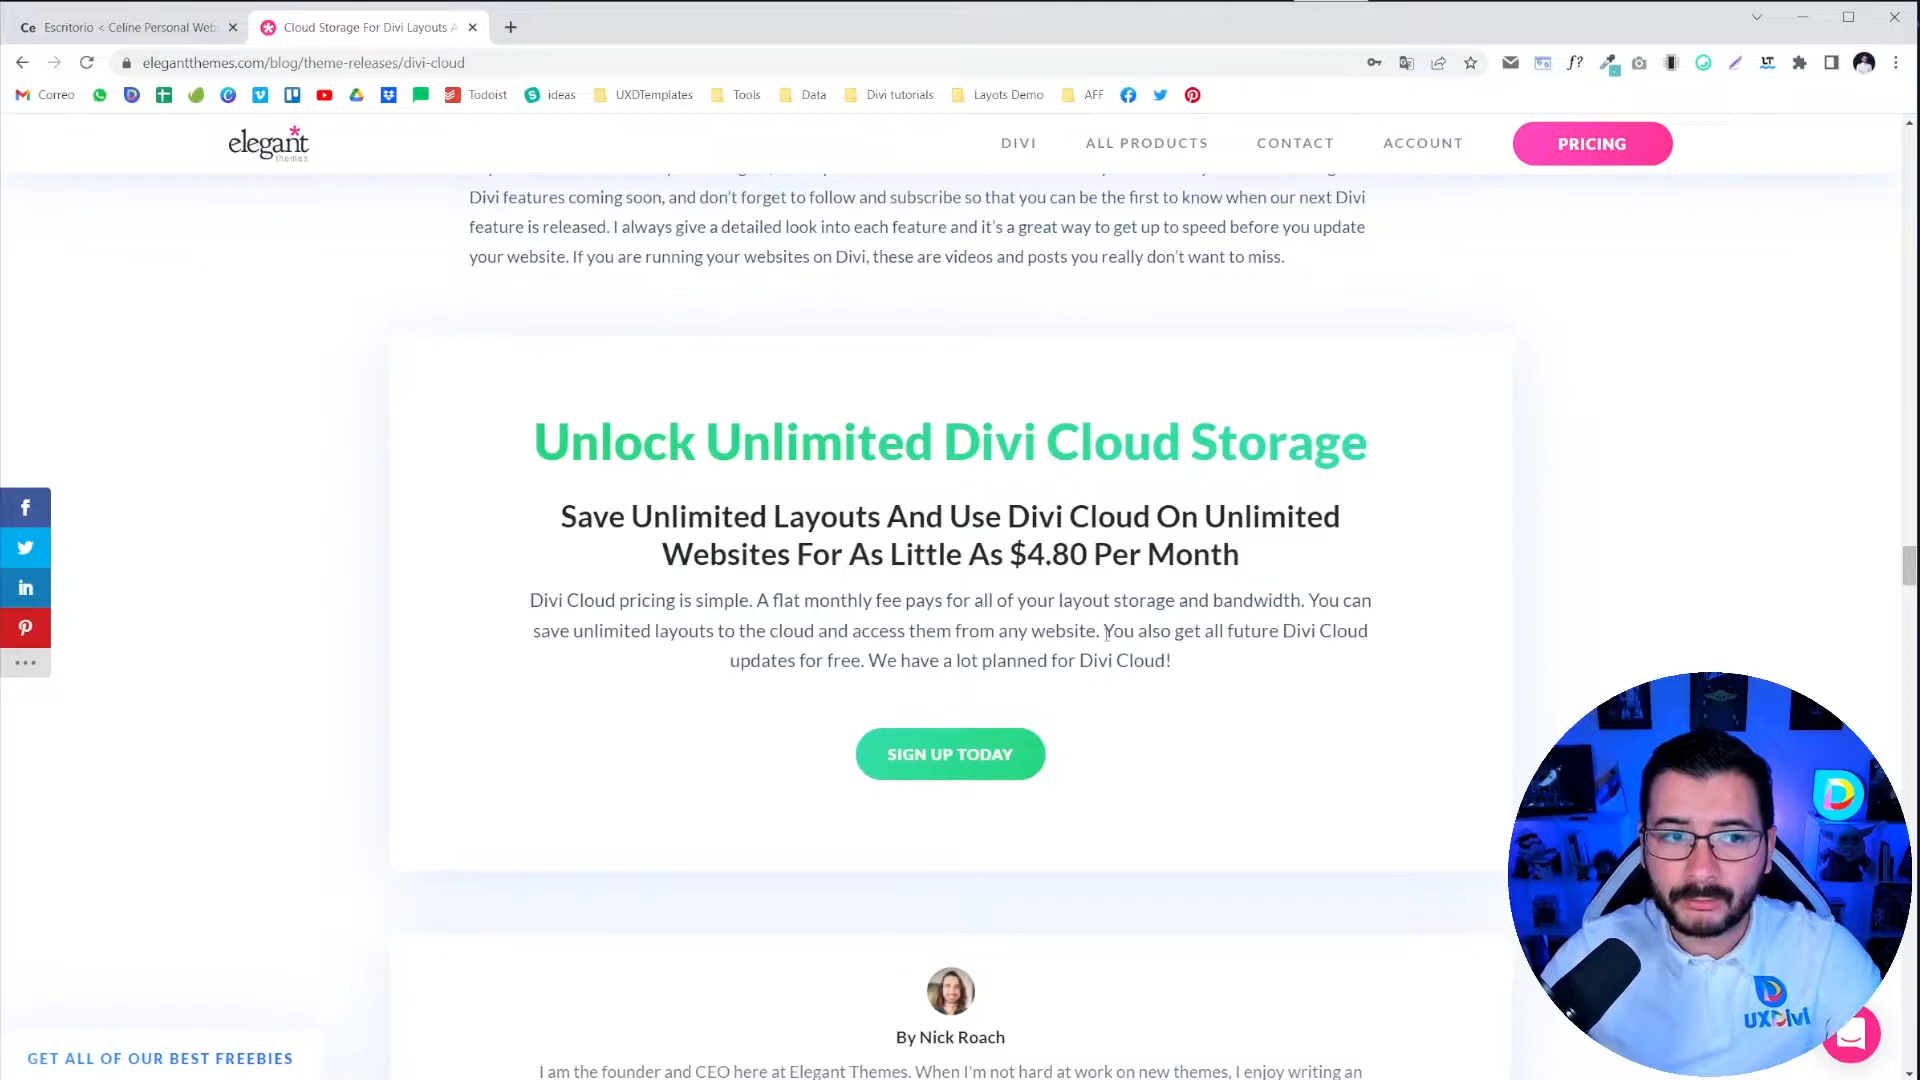 Ce Escritorio < Celine Personal Web
Cloud Storage For Divi Layouts A
elegantthemes.com/blog/theme-releases/divi-cloud
Correo
Todoist
ideas
UXDTemplates
Tools
Data
Divi tutorials
Layots Demo
AFF
elegant
themes
DIVI
ALL PRODUCTS
CONTACT
ACCOUNT
PRICING
Divi features coming soon, and don't forget to follow and subscribe so that you can be the first to know when our next Divi
feature is released. I always give a detailed look into each feature and it's a great way to get up to speed before you update
your website. If you are running your websites on Divi, these are videos and posts you really don't want to miss.
Unlock Unlimited Divi Cloud Storage
Save Unlimited Layouts And Use Divi Cloud On Unlimited
Websites For As Little As $4.80 Per Month
Divi Cloud pricing is simple. A flat monthly fee pays for all of your layout storage and bandwidth. You can
save unlimited layouts to the cloud and access them from any website. You also get all future Divi Cloud
updates for free. We have a lot planned for Divi Cloud!
SIGN UP TODAY
By Nick Roach
I am the founder and CEO here at Elegant Themes. When I'm not hard at work on new themes, I enjoy writing an
GET ALL OF OUR BEST FREEBIES
UXDivi